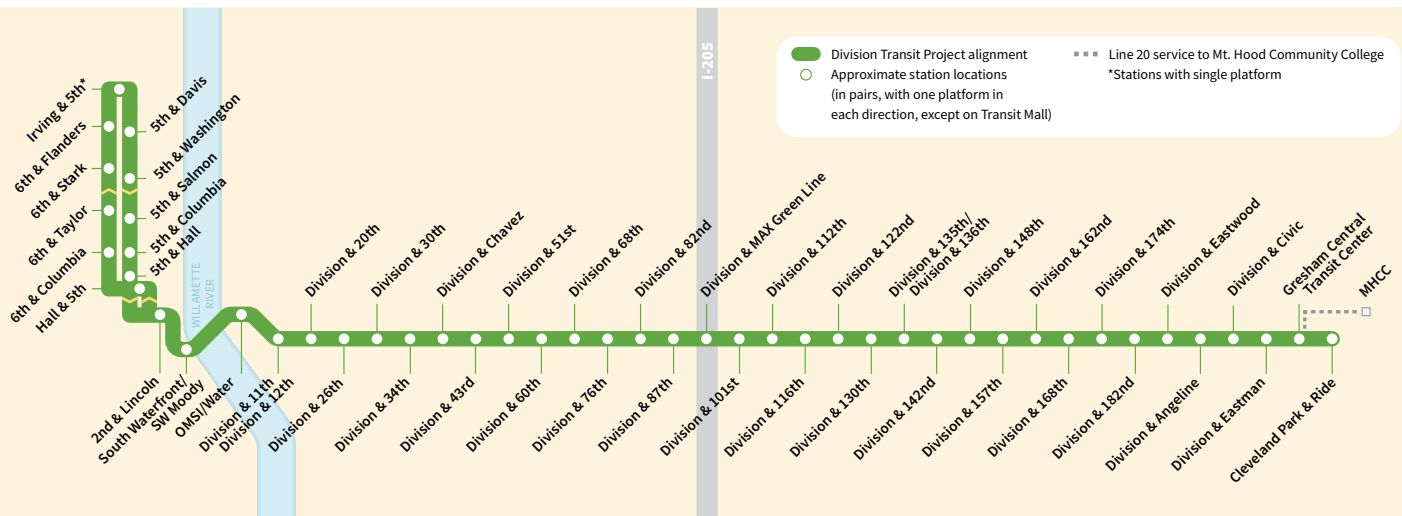 I-205
Division Transit Project alignment
Approximate station locations
(in pairs, with one platform in
each direction, except on Transit Mall)
Line 20 service to Mt. Hood Community College
*Stations with single platform
Irving & 5th*
6th & Flanders
6th & Stark
6th & Taylor
6th & Columbia
Hall & 5th
5th & Davis
5th & Washington
5th & Salmon
5th & Columbia
5th & Hall
WILLAMETTE
RIVER
Division & 20th
Division & 30th
Division & Chavez
Division & 51st
Division & 68th
Division & 82nd
Division & MAX Green Line
Division & 112th
Division & 122nd
Division & 135th/
Division & 136th
Division & 148th
Division & 162nd
Division & 174th
Division & Eastwood
Division & Civic
Gresham Central
Transit Center
MHCC
2nd & Lincoln
South Waterfront/
SW Moody
OMSI/Water
Division & 11th
Division & 12th
Division & 26th
Division & 34th
Division & 43rd
Division & 60th
Division & 76th
Division & 87th
Division & 101st
Division & 116th
Division & 130th
Division & 142nd
Division & 157th
Division & 168th
Division & 182nd
Division & Angeline
Division & Eastman
Cleveland Park & Ride